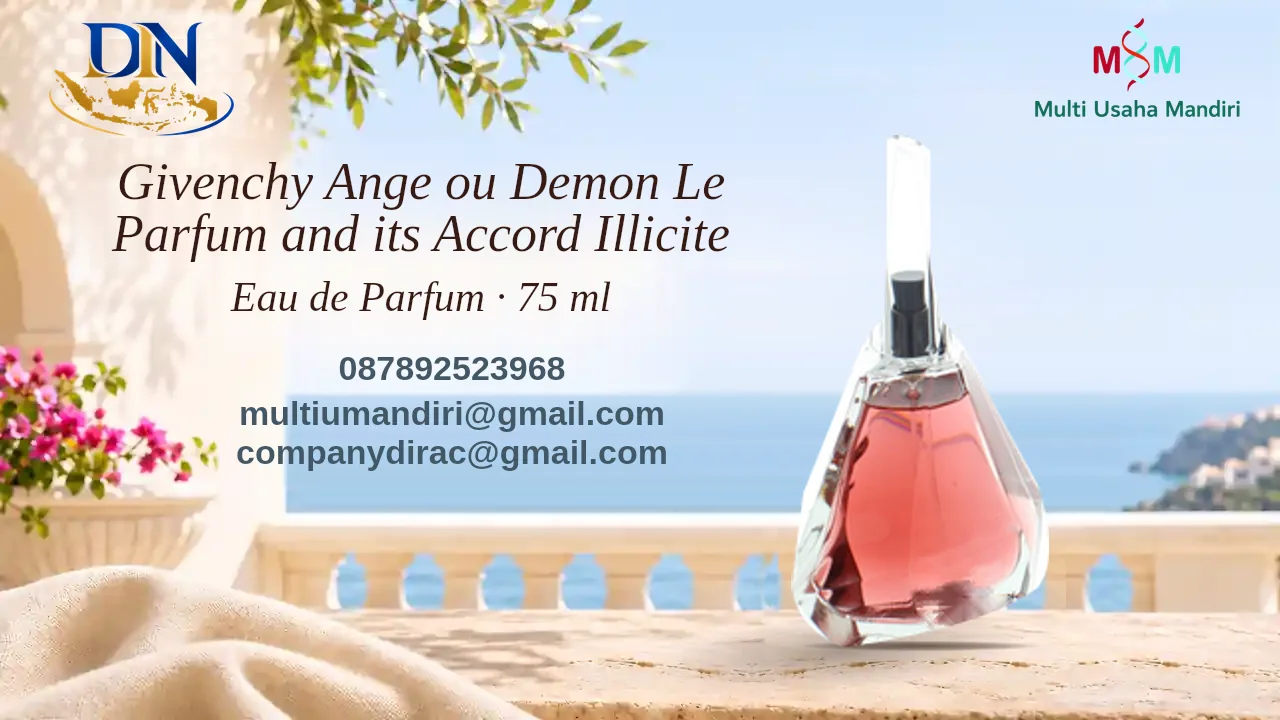 DIN
MSM
Multi Usaha Mandiri
Givenchy Ange ou Demon Le
Parfum and its Accord Illicite
Eau de Parfum · 75 ml
087892523968
multiumandiri@gmail.com
companydirac@gmail.com